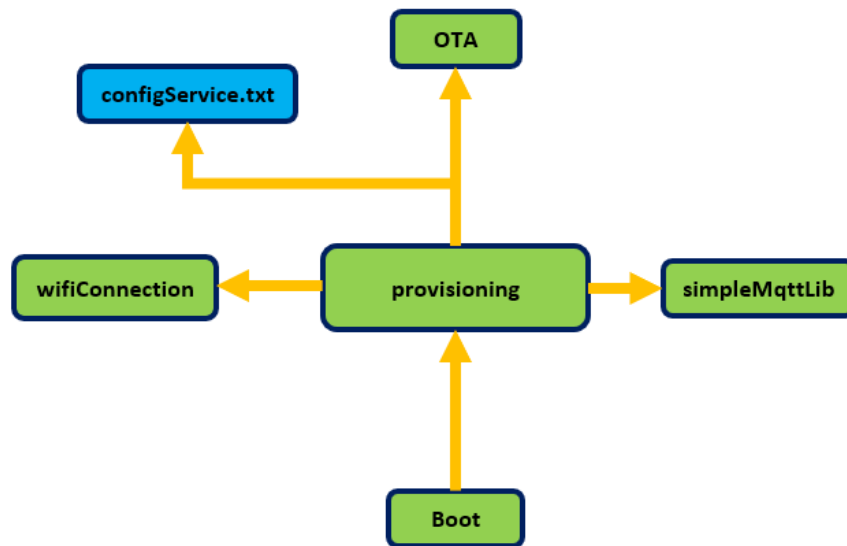 OTA
configService.txt
wifiConnection
provisioning
simpleMqttLib
Boot